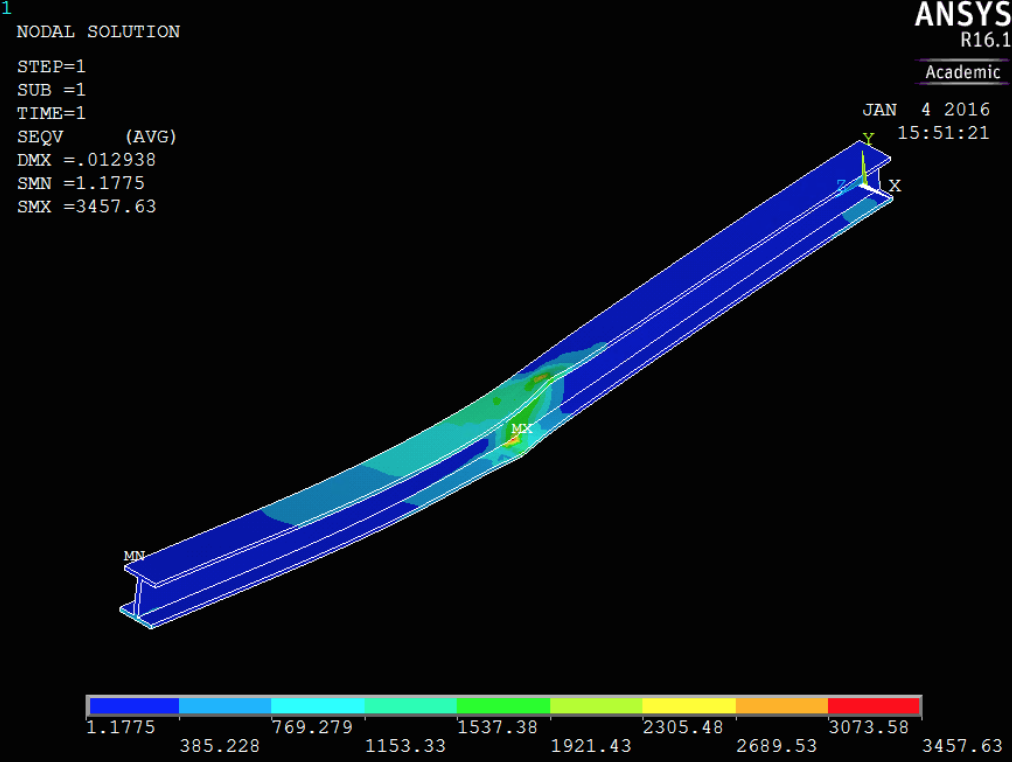 1
NODAL SOLUTION
STEP=1
SUB =1
TIME=1
SEQV (AVG)
DMX =.012938
SMN =1.1775
SMX =3457.63
ANSYS
R16.1
Academic
JAN 4 2016
15:51:21
Y
Z X
MX
MN
1.1775 769.279 1537.38 2305.48 3073.58
385.228 1153.33 1921.43 2689.53 3457.63